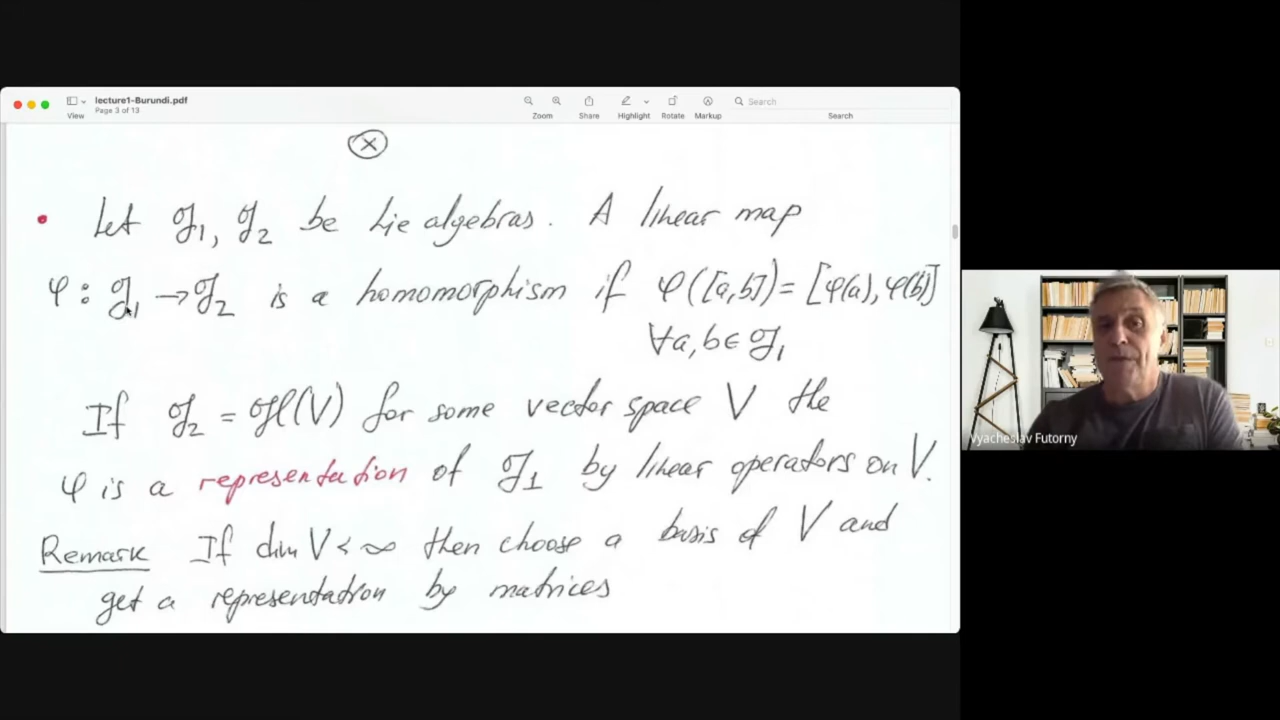 lecture1-Burundi.pdf
Page 3 of 13
View
Zoom
Share
Highlight
Rotate
Markup
Search
Search
• Let 𝔤₁, 𝔤₂ be Lie algebras. A linear map
φ : 𝔤₁ → 𝔤₂ is a homomorphism if φ([a,b]) = [φ(a), φ(b)]
∀a, b ∈ 𝔤₁
If 𝔤₂ = 𝔤l(V) for some vector space V the
φ is a representation of 𝔤₁ by linear operators on V.
Remark If dim V < ∞ then choose a basis of V and
get a representation by matrices
Vyacheslav Futorny